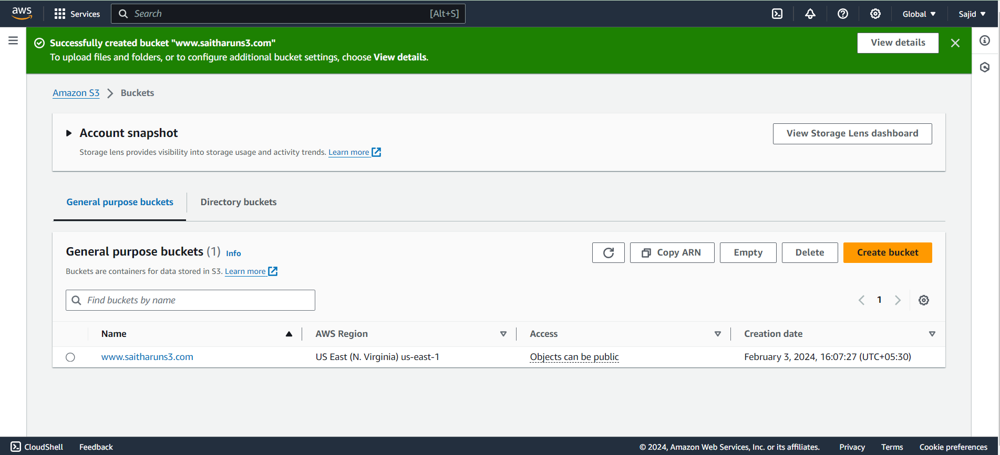 aws Services Search [Alt+S] Global Sajid
Successfully created bucket "www.saitharuns3.com"
To upload files and folders, or to configure additional bucket settings, choose View details.
View details
Amazon S3 Buckets
Account snapshot
Storage lens provides visibility into storage usage and activity trends. Learn more
View Storage Lens dashboard
General purpose buckets Directory buckets
General purpose buckets (1) Info
Buckets are containers for data stored in S3. Learn more
Copy ARN Empty Delete Create bucket
Find buckets by name
1
Name AWS Region Access Creation date
www.saitharuns3.com US East (N. Virginia) us-east-1 Objects can be public February 3, 2024, 16:07:27 (UTC+05:30)
CloudShell Feedback © 2024, Amazon Web Services, Inc. or its affiliates. Privacy Terms Cookie preferences